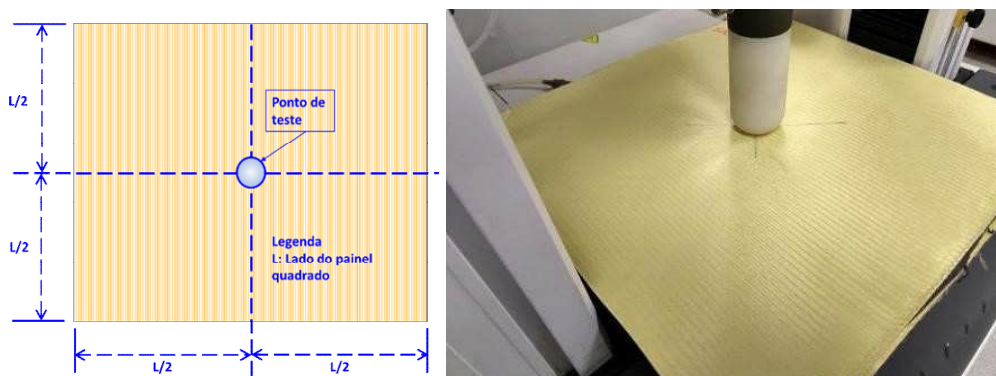 L/2
Ponto de
teste
L/2
Legenda
L: Lado do painel
quadrado
L/2
L/2